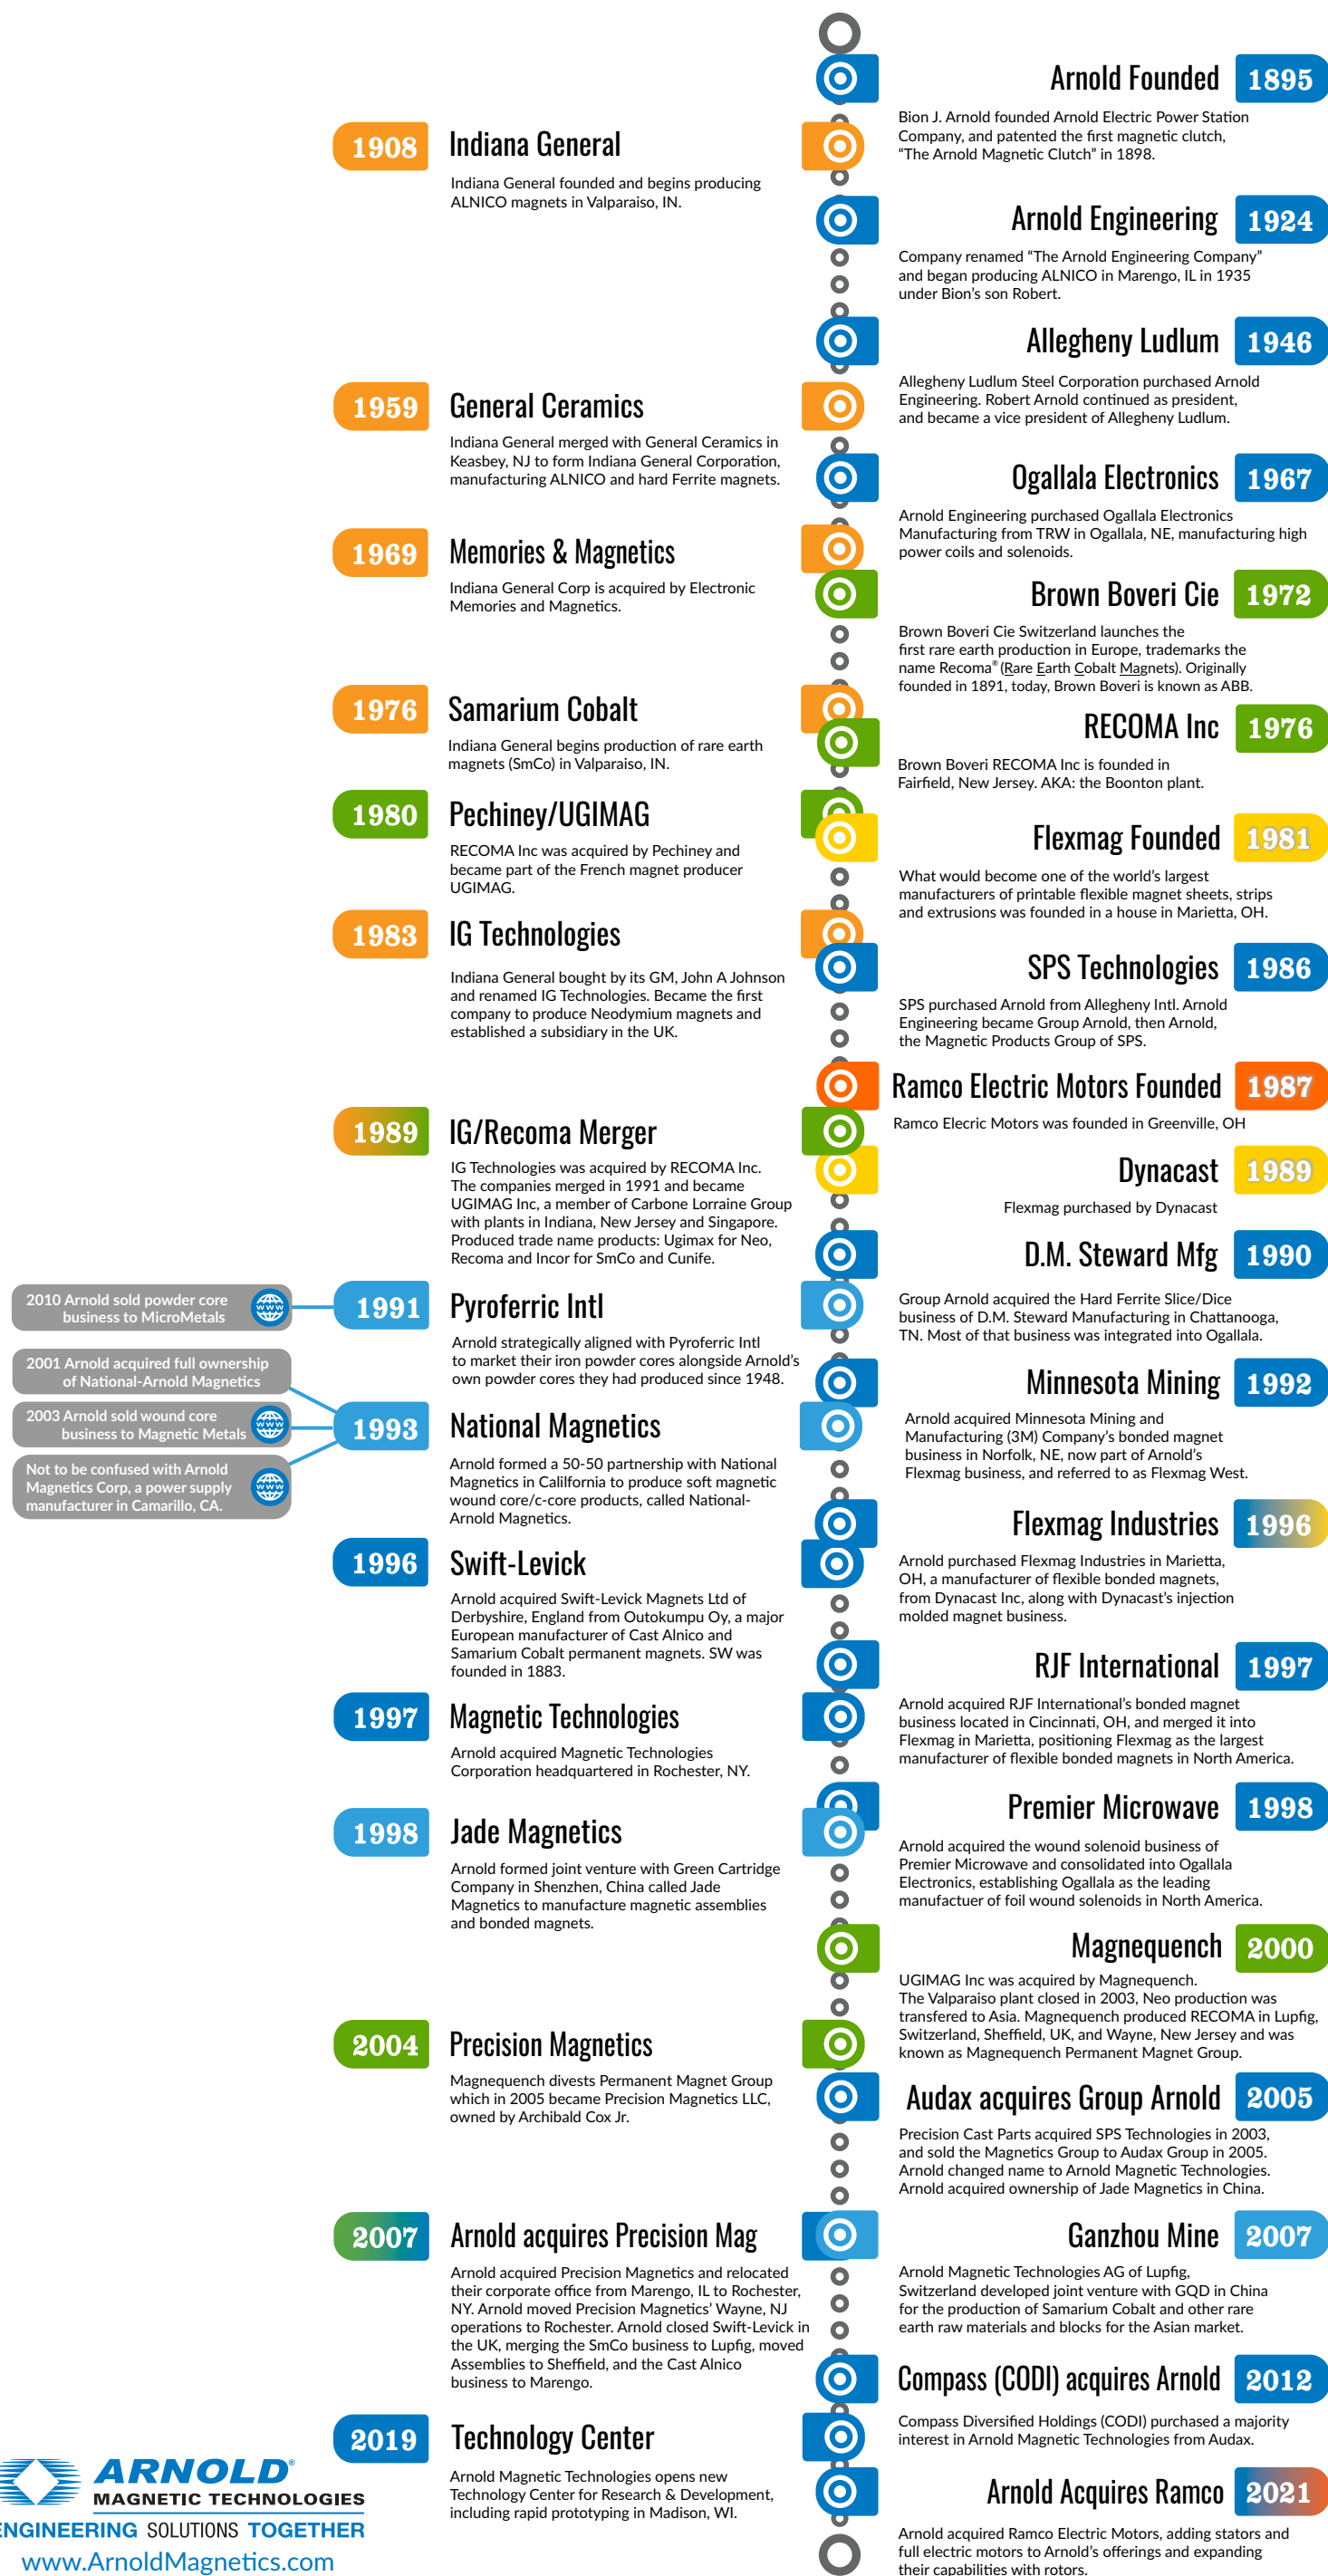 Arnold Founded 1895
Bion J. Arnold founded Arnold Electric Power Station
Company, and patented the first magnetic clutch,
“The Arnold Magnetic Clutch” in 1898.
1908 Indiana General
Indiana General founded and begins producing
ALNICO magnets in Valparaiso, IN.
Arnold Engineering 1924
Company renamed “The Arnold Engineering Company”
and began producing ALNICO in Marengo, IL in 1935
under Bion’s son Robert.
Allegheny Ludlum 1946
Allegheny Ludlum Steel Corporation purchased Arnold
Engineering. Robert Arnold continued as president,
and became a vice president of Allegheny Ludlum.
1959 General Ceramics
Indiana General merged with General Ceramics in
Keasbey, NJ to form Indiana General Corporation,
manufacturing ALNICO and hard Ferrite magnets.
Ogallala Electronics 1967
Arnold Engineering purchased Ogallala Electronics
Manufacturing from TRW in Ogallala, NE, manufacturing high
power coils and solenoids.
1969 Memories & Magnetics
Indiana General Corp is acquired by Electronic
Memories and Magnetics.
Brown Boveri Cie 1972
Brown Boveri Cie Switzerland launches the
first rare earth production in Europe, trademarks the
name Recoma® (Rare Earth Cobalt Magnets). Originally
founded in 1891, today, Brown Boveri is known as ABB.
1976 Samarium Cobalt
Indiana General begins production of rare earth
magnets (SmCo) in Valparaiso, IN.
RECOMA Inc 1976
Brown Boveri RECOMA Inc is founded in
Fairfield, New Jersey. AKA: the Boonton plant.
1980 Pechiney/UGIMAG
RECOMA Inc was acquired by Pechiney and
became part of the French magnet producer
UGIMAG.
Flexmag Founded 1981
What would become one of the world’s largest
manufacturers of printable flexible magnet sheets, strips
and extrusions was founded in a house in Marietta, OH.
1983 IG Technologies
Indiana General bought by its GM, John A Johnson
and renamed IG Technologies. Became the first
company to produce Neodymium magnets and
established a subsidiary in the UK.
SPS Technologies 1986
SPS purchased Arnold from Allegheny Intl. Arnold
Engineering became Group Arnold, then Arnold,
the Magnetic Products Group of SPS.
Ramco Electric Motors Founded 1987
Ramco Elecric Motors was founded in Greenville, OH
1989 IG/Recoma Merger
IG Technologies was acquired by RECOMA Inc.
The companies merged in 1991 and became
UGIMAG Inc, a member of Carbone Lorraine Group
with plants in Indiana, New Jersey and Singapore.
Produced trade name products: Ugimax for Neo,
Recoma and Incor for SmCo and Cunife.
Dynacast 1989
Flexmag purchased by Dynacast
D.M. Steward Mfg 1990
Group Arnold acquired the Hard Ferrite Slice/Dice
business of D.M. Steward Manufacturing in Chattanooga,
TN. Most of that business was integrated into Ogallala.
2010 Arnold sold powder core
business to MicroMetals
WWW
1991 Pyroferric Intl
Arnold strategically aligned with Pyroferric Intl
to market their iron powder cores alongside Arnold’s
own powder cores they had produced since 1948.
Minnesota Mining 1992
Arnold acquired Minnesota Mining and
Manufacturing (3M) Company’s bonded magnet
business in Norfolk, NE, now part of Arnold’s
Flexmag business, and referred to as Flexmag West.
2001 Arnold acquired full ownership
of National-Arnold Magnetics
2003 Arnold sold wound core
business to Magnetic Metals
WWW
Not to be confused with Arnold
Magnetics Corp, a power supply
manufacturer in Camarillo, CA.
WWW
1993 National Magnetics
Arnold formed a 50-50 partnership with National
Magnetics in Calilfornia to produce soft magnetic
wound core/c-core products, called National-
Arnold Magnetics.
Flexmag Industries 1996
Arnold purchased Flexmag Industries in Marietta,
OH, a manufacturer of flexible bonded magnets,
from Dynacast Inc, along with Dynacast’s injection
molded magnet business.
1996 Swift-Levick
Arnold acquired Swift-Levick Magnets Ltd of
Derbyshire, England from Outokumpu Oy, a major
European manufacturer of Cast Alnico and
Samarium Cobalt permanent magnets. SW was
founded in 1883.
RJF International 1997
Arnold acquired RJF International’s bonded magnet
business located in Cincinnati, OH, and merged it into
Flexmag in Marietta, positioning Flexmag as the largest
manufacturer of flexible bonded magnets in North America.
1997 Magnetic Technologies
Arnold acquired Magnetic Technologies
Corporation headquartered in Rochester, NY.
Premier Microwave 1998
Arnold acquired the wound solenoid business of
Premier Microwave and consolidated into Ogallala
Electronics, establishing Ogallala as the leading
manufactuer of foil wound solenoids in North America.
1998 Jade Magnetics
Arnold formed joint venture with Green Cartridge
Company in Shenzhen, China called Jade
Magnetics to manufacture magnetic assemblies
and bonded magnets.
Magnequench 2000
UGIMAG Inc was acquired by Magnequench.
The Valparaiso plant closed in 2003, Neo production was
transfered to Asia. Magnequench produced RECOMA in Lupfig,
Switzerland, Sheffield, UK, and Wayne, New Jersey and was
known as Magnequench Permanent Magnet Group.
2004 Precision Magnetics
Magnequench divests Permanent Magnet Group
which in 2005 became Precision Magnetics LLC,
owned by Archibald Cox Jr.
Audax acquires Group Arnold 2005
Precision Cast Parts acquired SPS Technologies in 2003,
and sold the Magnetics Group to Audax Group in 2005.
Arnold changed name to Arnold Magnetic Technologies.
Arnold acquired ownership of Jade Magnetics in China.
2007 Arnold acquires Precision Mag
Arnold acquired Precision Magnetics and relocated
their corporate office from Marengo, IL to Rochester,
NY. Arnold moved Precision Magnetics’ Wayne, NJ
operations to Rochester. Arnold closed Swift-Levick in
the UK, merging the SmCo business to Lupfig, moved
Assemblies to Sheffield, and the Cast Alnico
business to Marengo.
Ganzhou Mine 2007
Arnold Magnetic Technologies AG of Lupfig,
Switzerland developed joint venture with GQD in China
for the production of Samarium Cobalt and other rare
earth raw materials and blocks for the Asian market.
Compass (CODI) acquires Arnold 2012
Compass Diversified Holdings (CODI) purchased a majority
interest in Arnold Magnetic Technologies from Audax.
2019 Technology Center
Arnold Magnetic Technologies opens new
Technology Center for Research & Development,
including rapid prototyping in Madison, WI.
Arnold Acquires Ramco 2021
Arnold acquired Ramco Electric Motors, adding stators and
full electric motors to Arnold’s offerings and expanding
their capabilities with rotors.
ARNOLD®
MAGNETIC TECHNOLOGIES
ENGINEERING SOLUTIONS TOGETHER
www.ArnoldMagnetics.com